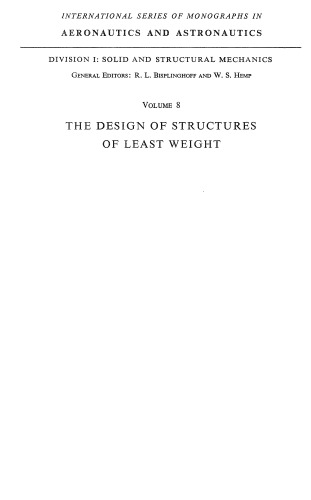 INTERNATIONAL SERIES OF MONOGRAPHS IN
AERONAUTICS AND ASTRONAUTICS
DIVISION I: SOLID AND STRUCTURAL MECHANICS
GENERAL EDITORS: R. L. BISPLINGHOFF AND W. S. HEMP
VOLUME 8
THE DESIGN OF STRUCTURES
OF LEAST WEIGHT